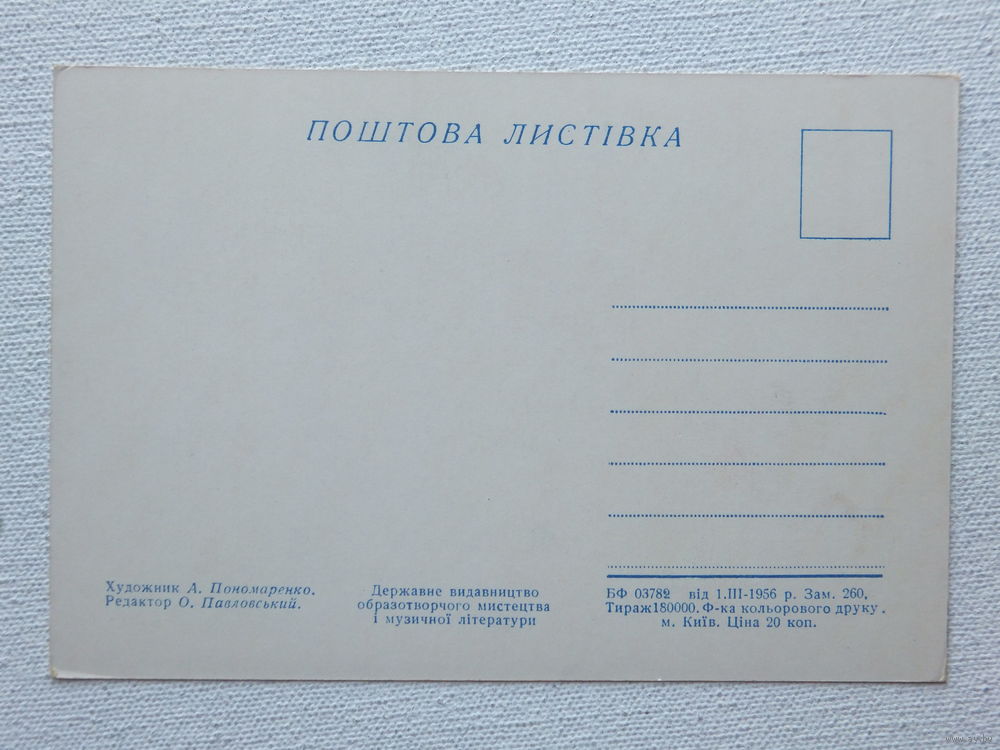 ПОШТОВА ЛИСТІВКА
Художник А. Пономаренко.
Редактор О. Павловський.
Державне видавництво
образотворчого мистецтва
і музичної літератури
БФ 03782 від 1.III-1956 р. Зам. 260,
Тираж180000. Ф-ка кольорового друку.
м. Київ. Ціна 20 коп.